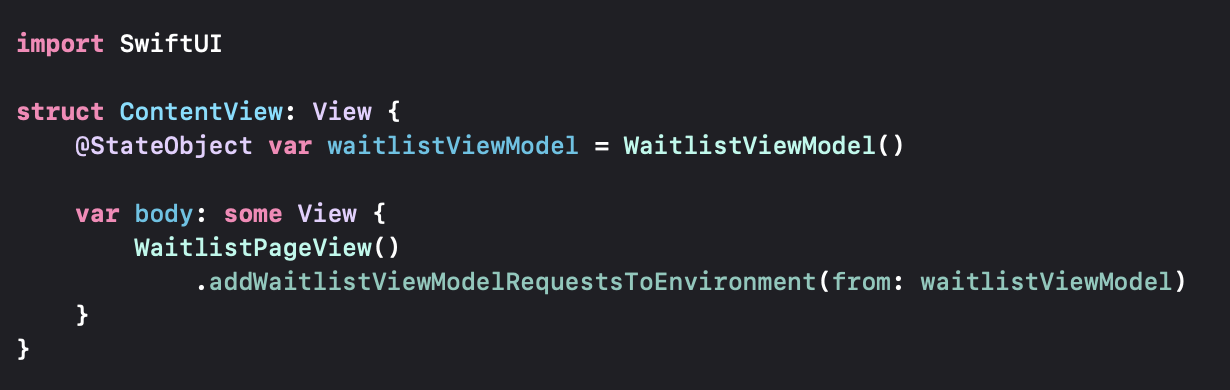 import SwiftUI
struct ContentView: View {
    @StateObject var waitlistViewModel = WaitlistViewModel()
    var body: some View {
        WaitlistPageView()
            .addWaitlistViewModelRequestsToEnvironment(from: waitlistViewModel)
    }
}